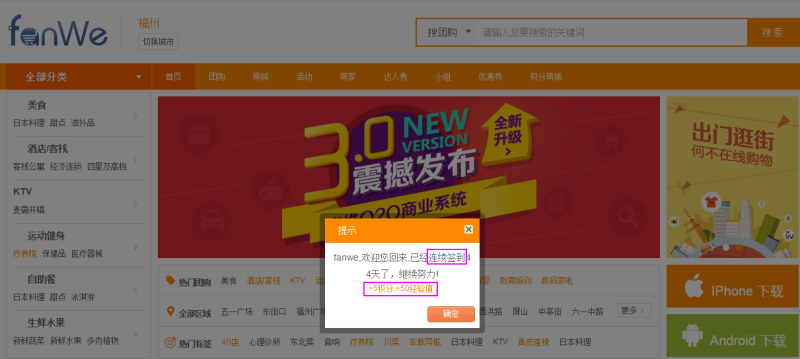 fanWe
福州
切换城市
搜团购
请输入您要搜索的关键词
搜索
全部分类
首页
团购
商城
活动
商家
达人秀
小组
优惠券
积分商城
美食
日本料理 甜点 滋补品
酒店/客栈
客栈公寓 经济连锁 四星及高档
KTV
麦霸开唱
运动健身
疗养院 保健品 医疗器械
自助餐
日本料理 甜点 冰淇淋
生鲜水果
新鲜蔬菜 新鲜水果 多肉植物
3.0 NEW
VERSION
震撼发布
O2O商业系统
全新
升级
出门逛街
何不在线购物
提示
fanwe,欢迎您回来,已经连续签到4
4天了，继续努力!
+5积分 +50经验值
确定
热门团购
美食 酒店/客栈 KTV
教育培训 数码家电
全部区域
五一广场 东街口 福州广场
屏山 中亭街 六一中路
更多
热门标签
4S店 心理诊所 东北菜 富呐 疗养院 川菜 车载导航 日本料理 KTV 真皮座椅 日本料理
IPhone 下载
Android 下载